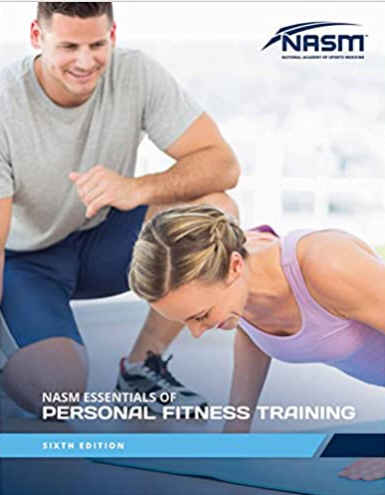 NASM
NATIONAL ACADEMY OF SPORTS MEDICINE
NASM ESSENTIALS OF
PERSONAL FITNESS TRAINING
SIXTH EDITION